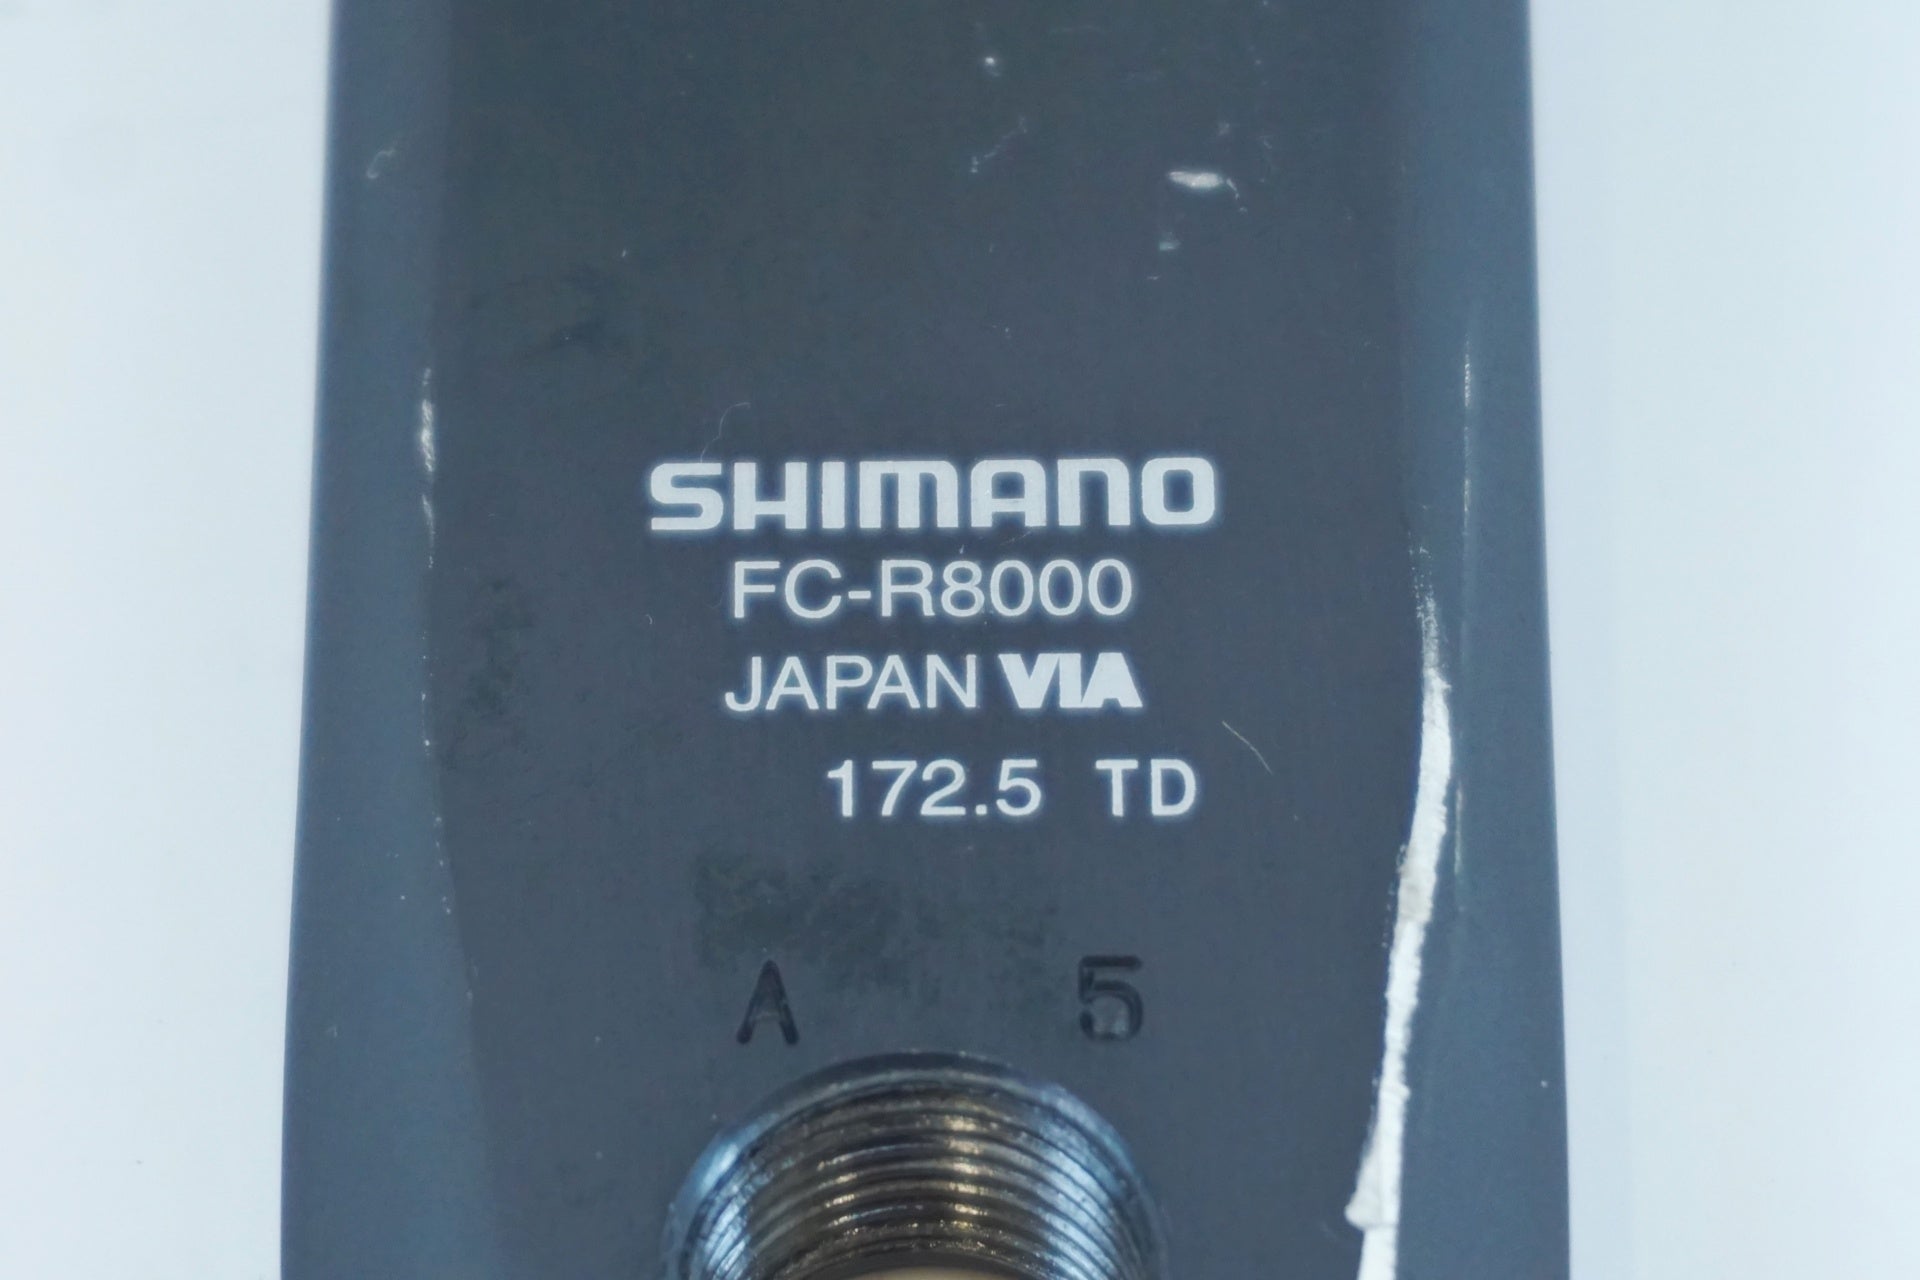 SHIMANO
FC-R8000
JAPAN VIA
172.5 TD
A 5